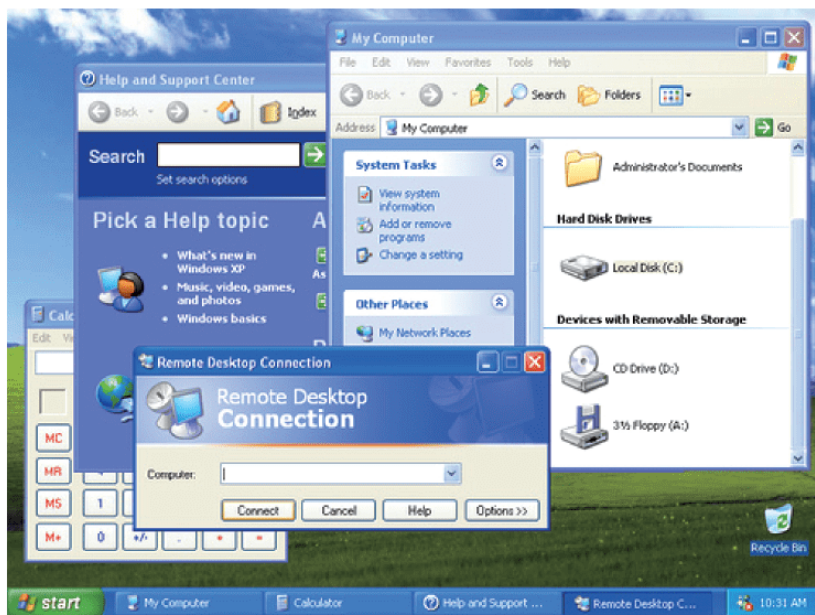 My Computer
File Edit View Favorites Tools Help
Back Search Folders
Address My Computer Go
System Tasks
View system
information
Add or remove
programs
Change a setting
Other Places
My Network Places
Administrator's Documents
Hard Disk Drives
Local Disk (C:)
Devices with Removable Storage
CD Drive (D:)
3½ Floppy (A:)
Help and Support Center
Back Index
Search
Set search options
Pick a Help topic A
What's new in
Windows XP
As
Music, video, games,
and photos
Windows basics
Calc
Edit Vi
MC
MR
MS 1
M+ 0 +/- . + =
Remote Desktop Connection
Remote Desktop
Connection
Computer:
Connect Cancel Help Options >>
Recycle Bin
start My Computer Calculator Help and Support ... Remote Desktop C... 10:31 AM